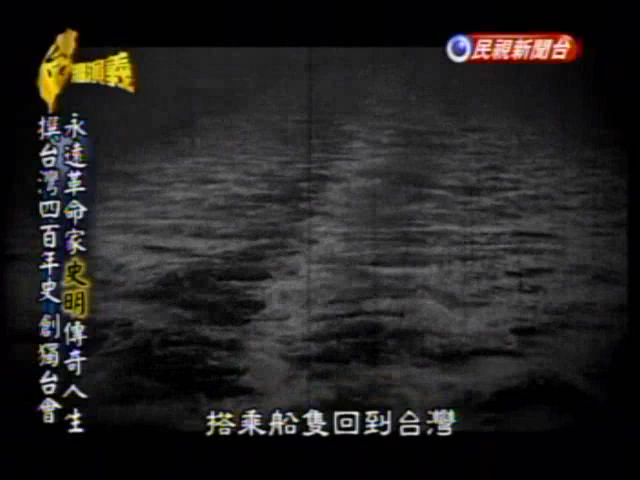 台灣演義
民視新聞台
永遠革命家史明傳奇人生
撰台灣四百年史 創獨台會
搭乘船隻回到台灣